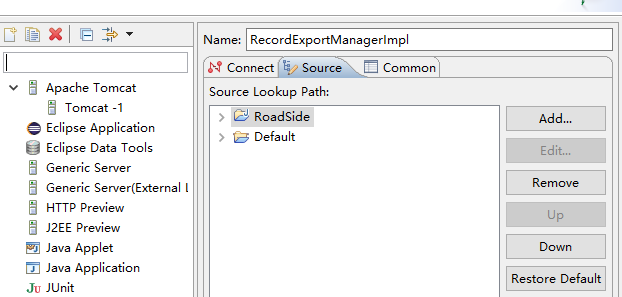 Name: RecordExportManagerImpl
Connect Source Common
Source Lookup Path:
RoadSide
Default
Add...
Edit...
Remove
Up
Down
Restore Default
Apache Tomcat
Tomcat -1
Eclipse Application
Eclipse Data Tools
Generic Server
Generic Server(External L
HTTP Preview
J2EE Preview
Java Applet
Java Application
JUnit